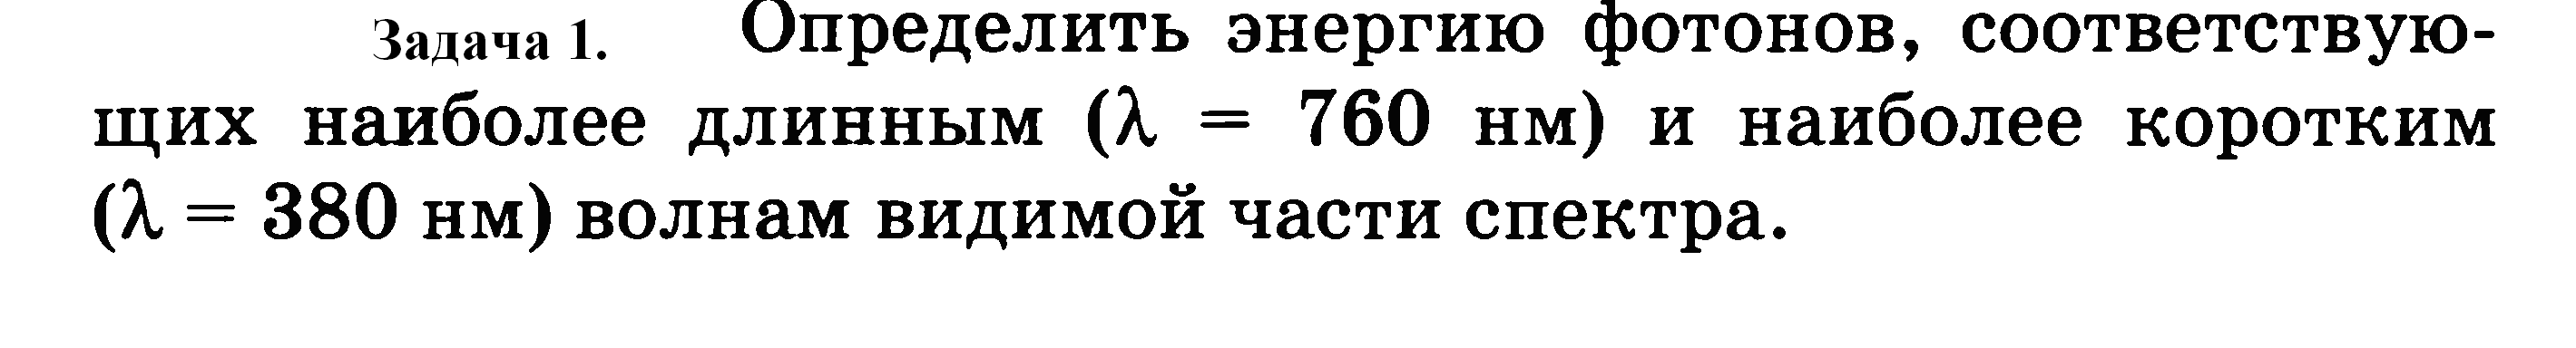 Задача 1. Определить энергию фотонов, соответствую-
щих наиболее длинным (λ = 760 нм) и наиболее коротким
(λ = 380 нм) волнам видимой части спектра.